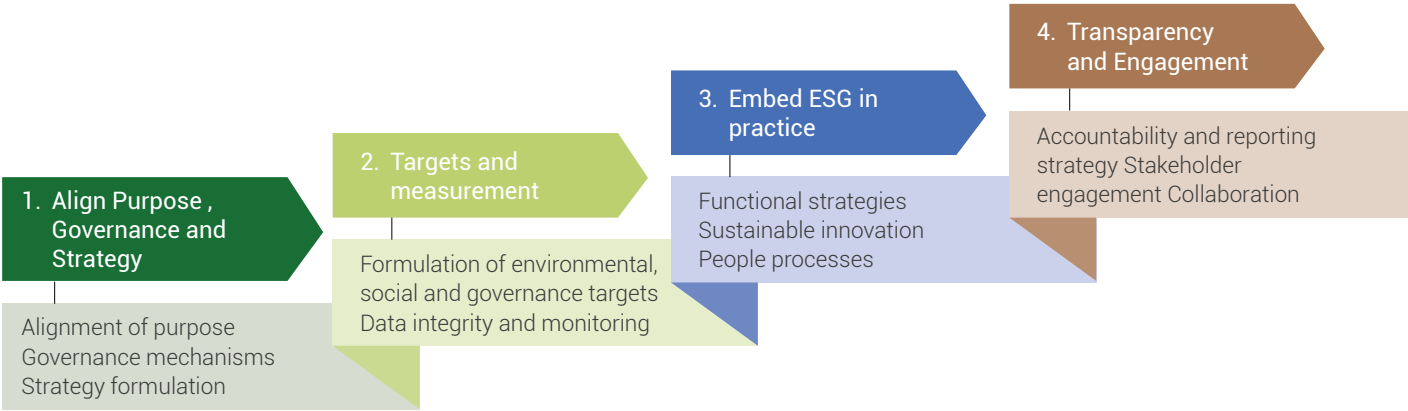 1. Align Purpose ,
Governance and
Strategy
Alignment of purpose
Governance mechanisms
Strategy formulation
2. Targets and
measurement
Formulation of environmental,
social and governance targets
Data integrity and monitoring
3. Embed ESG in
practice
Functional strategies
Sustainable innovation
People processes
4. Transparency
and Engagement
Accountability and reporting
strategy Stakeholder
engagement Collaboration